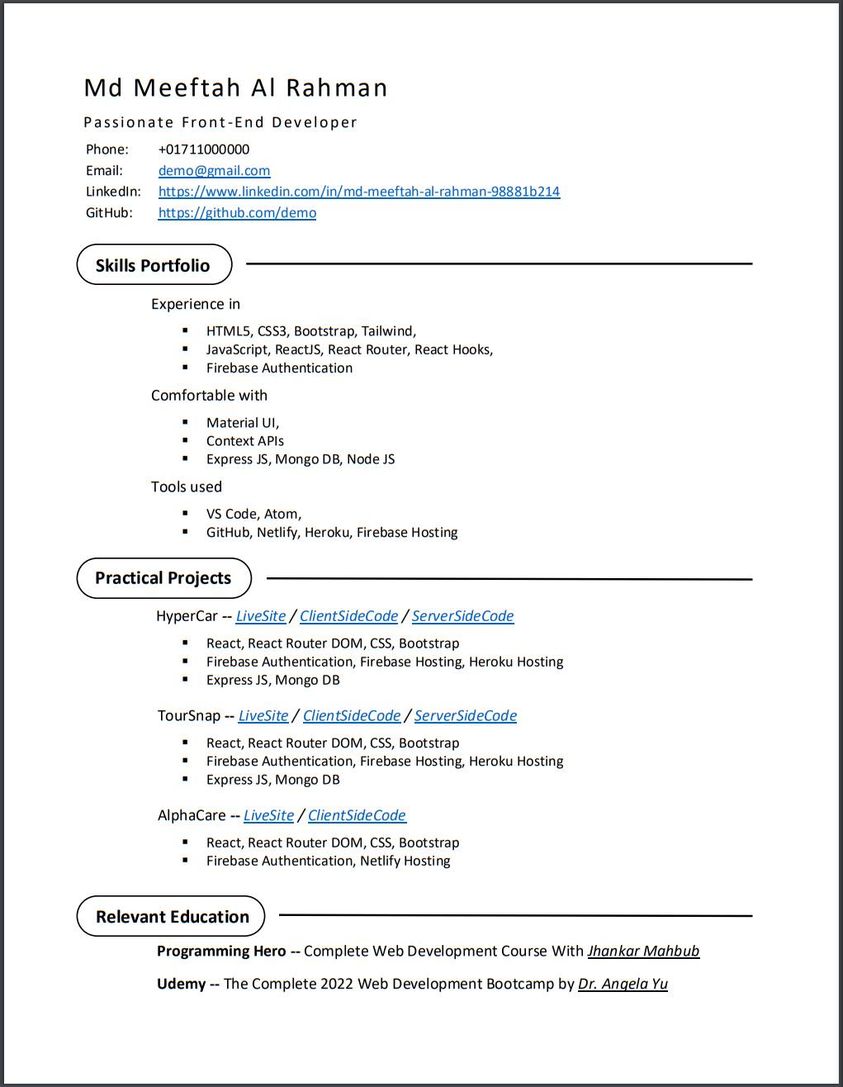 Md Meeftah Al Rahman
Passionate Front-End Developer
Phone: +01711000000
Email: demo@gmail.com
LinkedIn: https://www.linkedin.com/in/md-meeftah-al-rahman-98881b214
GitHub: https://github.com/demo
Skills Portfolio
Experience in
▪ HTML5, CSS3, Bootstrap, Tailwind,
▪ JavaScript, ReactJS, React Router, React Hooks,
▪ Firebase Authentication
Comfortable with
▪ Material UI,
▪ Context APIs
▪ Express JS, Mongo DB, Node JS
Tools used
▪ VS Code, Atom,
▪ GitHub, Netlify, Heroku, Firebase Hosting
Practical Projects
HyperCar -- LiveSite / ClientSideCode / ServerSideCode
▪ React, React Router DOM, CSS, Bootstrap
▪ Firebase Authentication, Firebase Hosting, Heroku Hosting
▪ Express JS, Mongo DB
TourSnap -- LiveSite / ClientSideCode / ServerSideCode
▪ React, React Router DOM, CSS, Bootstrap
▪ Firebase Authentication, Firebase Hosting, Heroku Hosting
▪ Express JS, Mongo DB
AlphaCare -- LiveSite / ClientSideCode
▪ React, React Router DOM, CSS, Bootstrap
▪ Firebase Authentication, Netlify Hosting
Relevant Education
Programming Hero -- Complete Web Development Course With Jhankar Mahbub
Udemy -- The Complete 2022 Web Development Bootcamp by Dr. Angela Yu